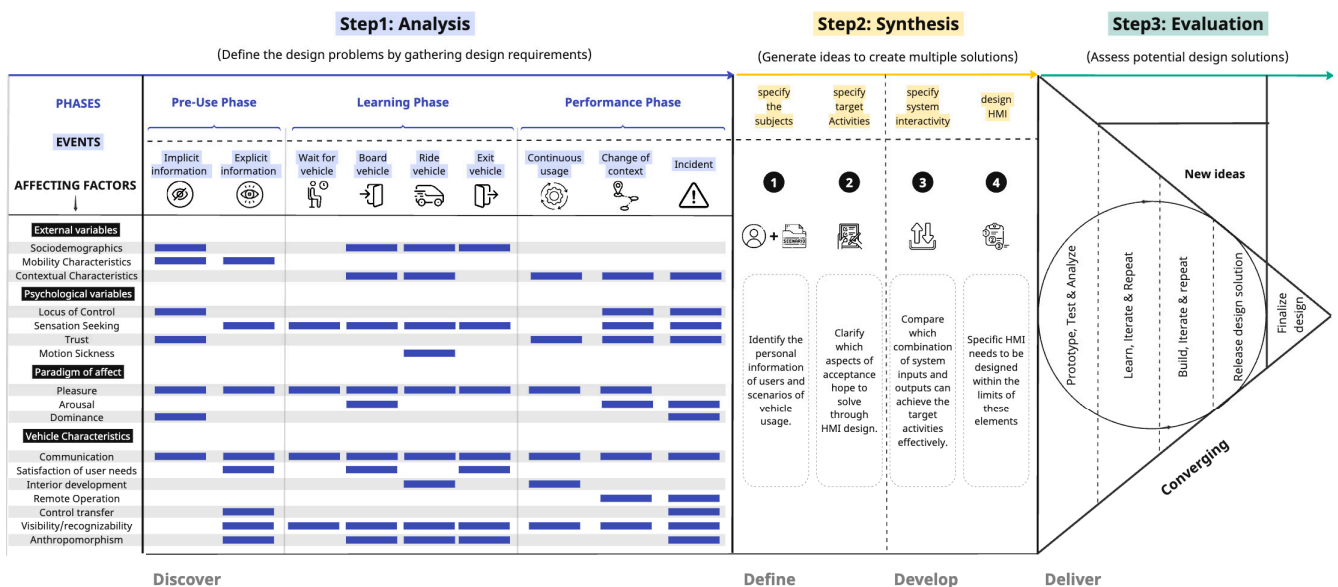 Step1: Analysis
(Define the design problems by gathering design requirements)
Step2: Synthesis
(Generate ideas to create multiple solutions)
Step3: Evaluation
(Assess potential design solutions)
PHASES
Pre-Use Phase
Learning Phase
Performance Phase
EVENTS
Implicit
information
Explicit
information
Wait for
vehicle
Board
vehicle
Ride
vehicle
Exit
vehicle
Continuous
usage
Change of
context
Incident
AFFECTING FACTORS
External variables
Sociodemographics
Mobility Characteristics
Contextual Characteristics
Psychological variables
Locus of Control
Sensation Seeking
Trust
Motion Sickness
Paradigm of affect
Pleasure
Arousal
Dominance
Vehicle Characteristics
Communication
Satisfaction of user needs
Interior development
Remote Operation
Control transfer
Visibility/recognizability
Anthropomorphism
specify
the
subjects
specify
target
Activities
specify
system
interactivity
design
HMI
1
2
3
4
SCENARIO
Identify the
personal
information
of users and
scenarios of
vehicle
usage.
Clarify
which
aspects of
acceptance
hope to
solve
through
HMI design.
Compare
which
combination
of system
inputs and
outputs can
achieve the
target
activities
effectively.
Specific HMI
needs to be
designed
within the
limits of
these
elements
New ideas
Prototype, Test & Analyze
Learn, Iterate & Repeat
Build, Iterate & repeat
Release design solution
Finalize
design
Converging
Discover
Define
Develop
Deliver